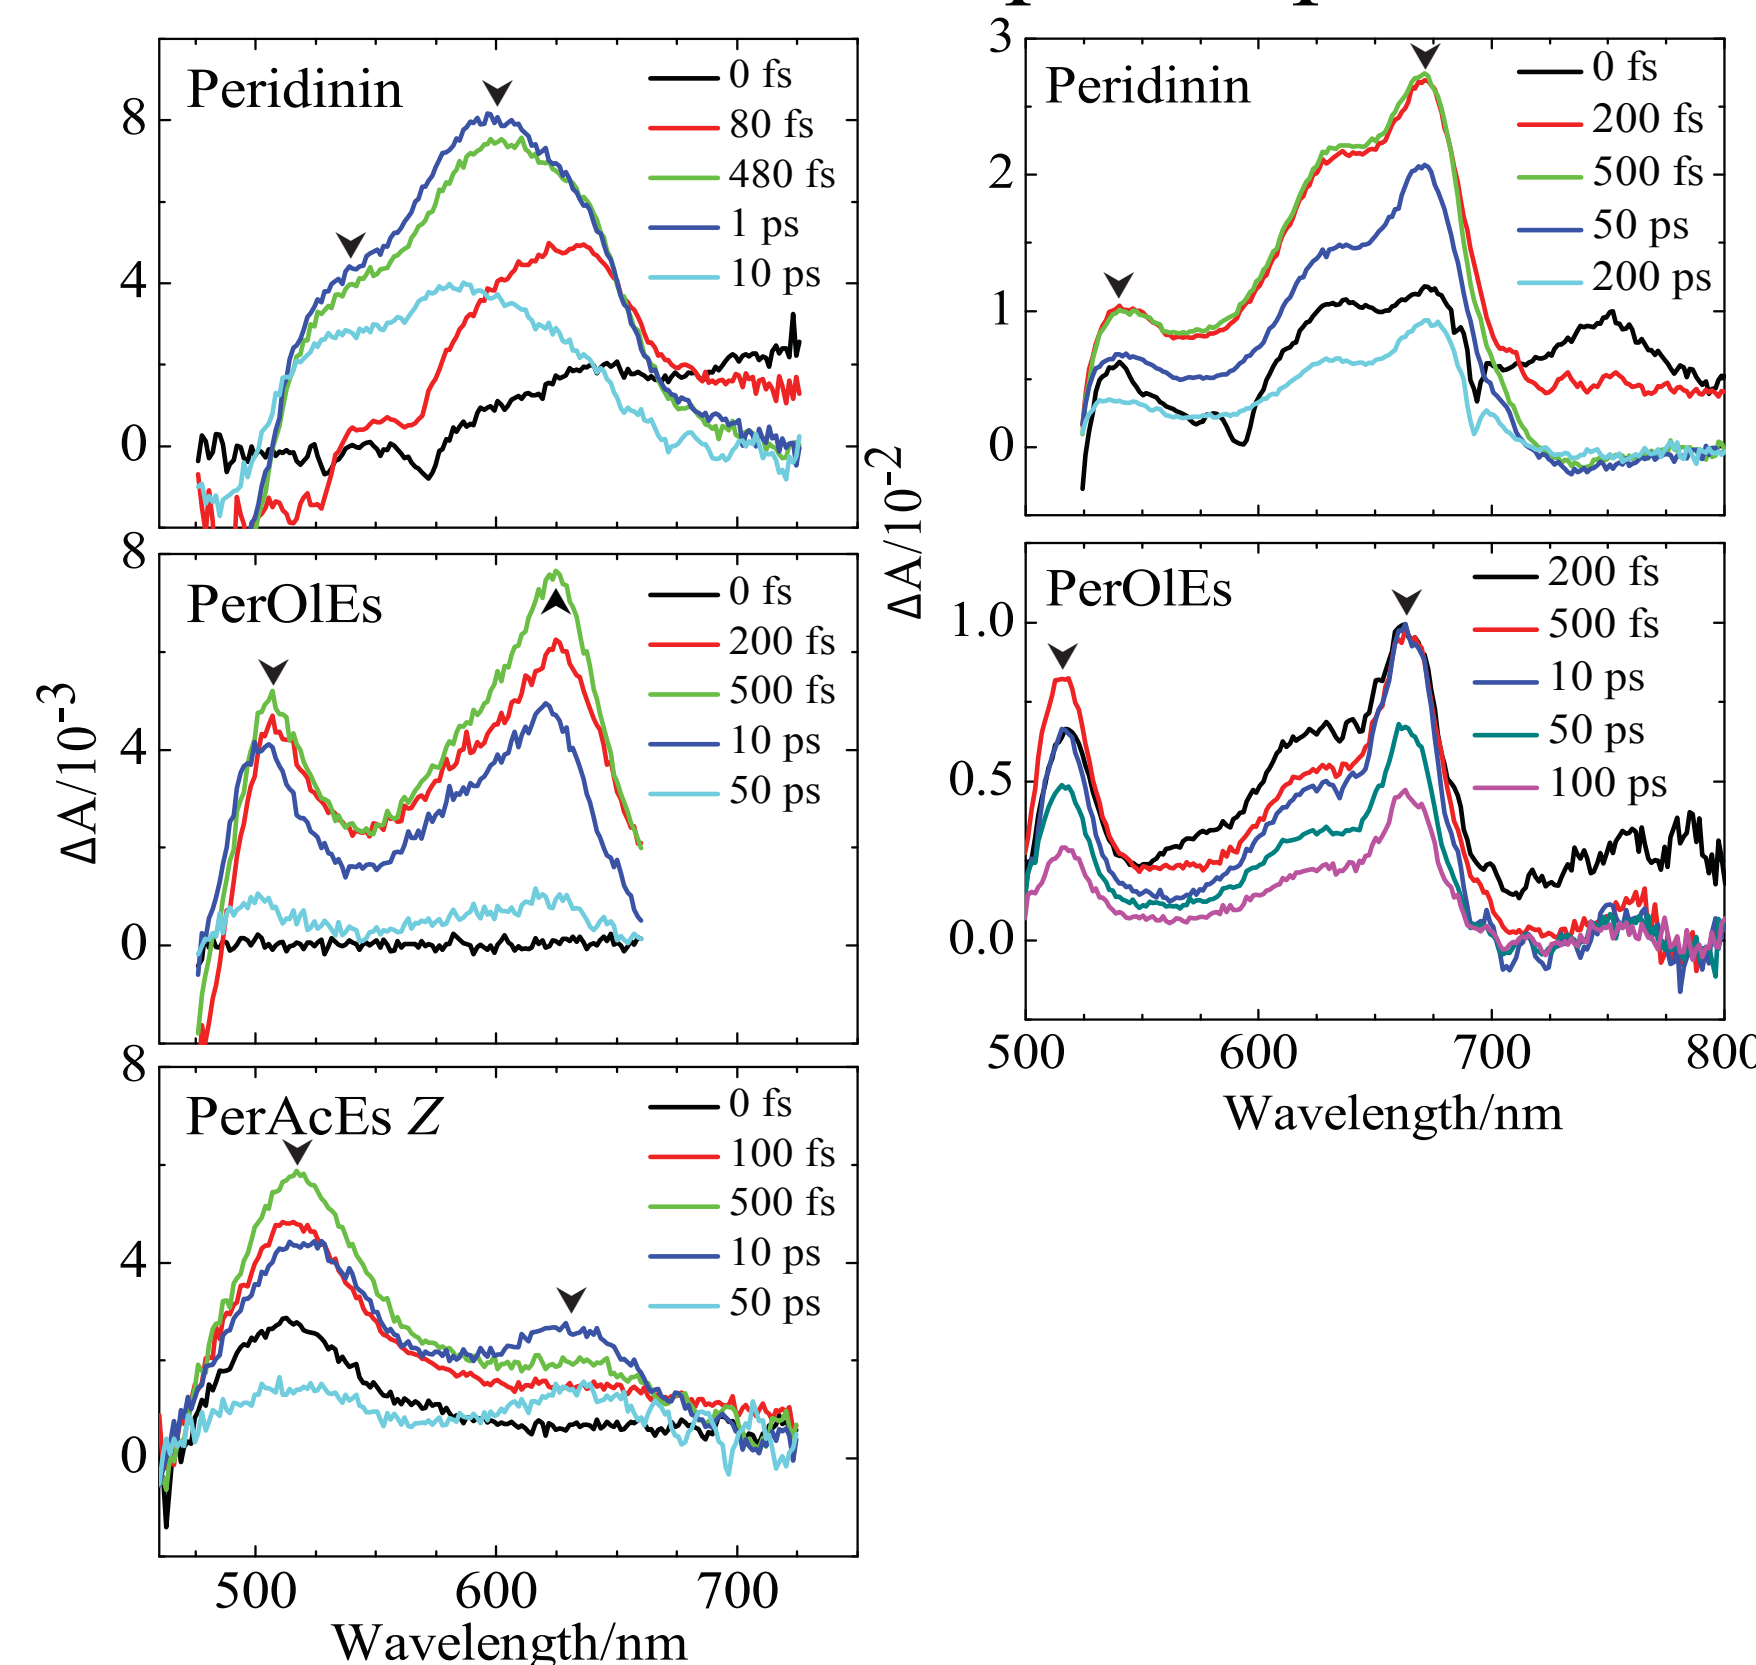 Peridinin
0 fs
80 fs
480 fs
1 ps
10 ps
8
4
0
PerOlEs
0 fs
200 fs
500 fs
10 ps
50 ps
8
4
0
ΔA/10⁻³
PerAcEs Z
0 fs
100 fs
500 fs
10 ps
50 ps
8
4
0
500 600 700
Wavelength/nm
Peridinin
0 fs
200 fs
500 fs
50 ps
200 ps
3
2
1
0
ΔA/10⁻²
PerOlEs
200 fs
500 fs
10 ps
50 ps
100 ps
1.0
0.5
0.0
500 600 700 800
Wavelength/nm